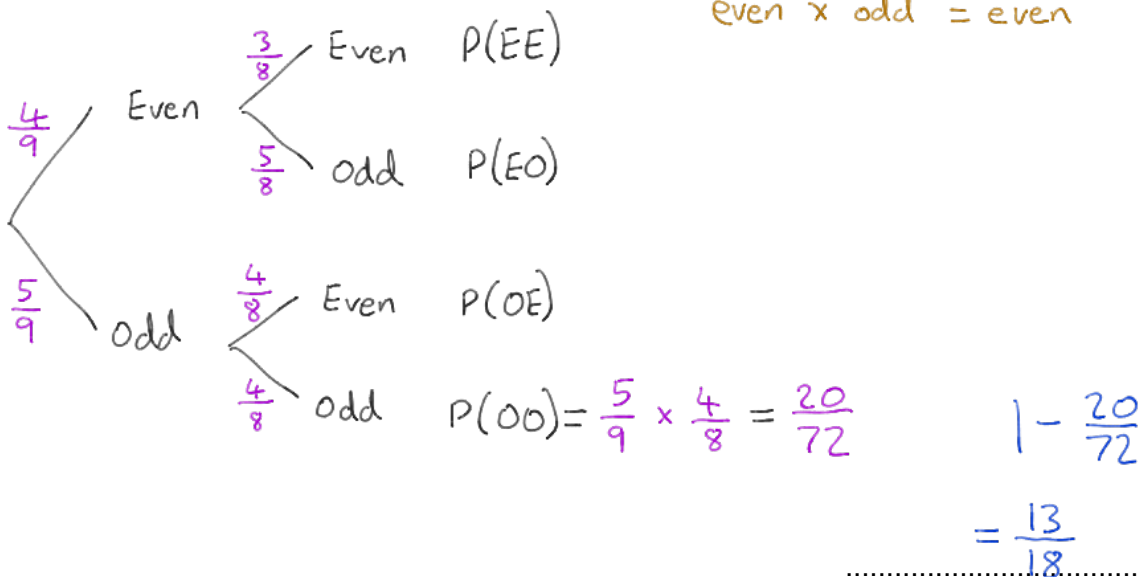 even x odd = even
3/8 Even P(EE)
4/9 Even
5/8 odd P(EO)
5/9 odd
4/8 Even P(OE)
4/8 odd P(OO) = 5/9 x 4/8 = 20/72
1 - 20/72
= 13/18